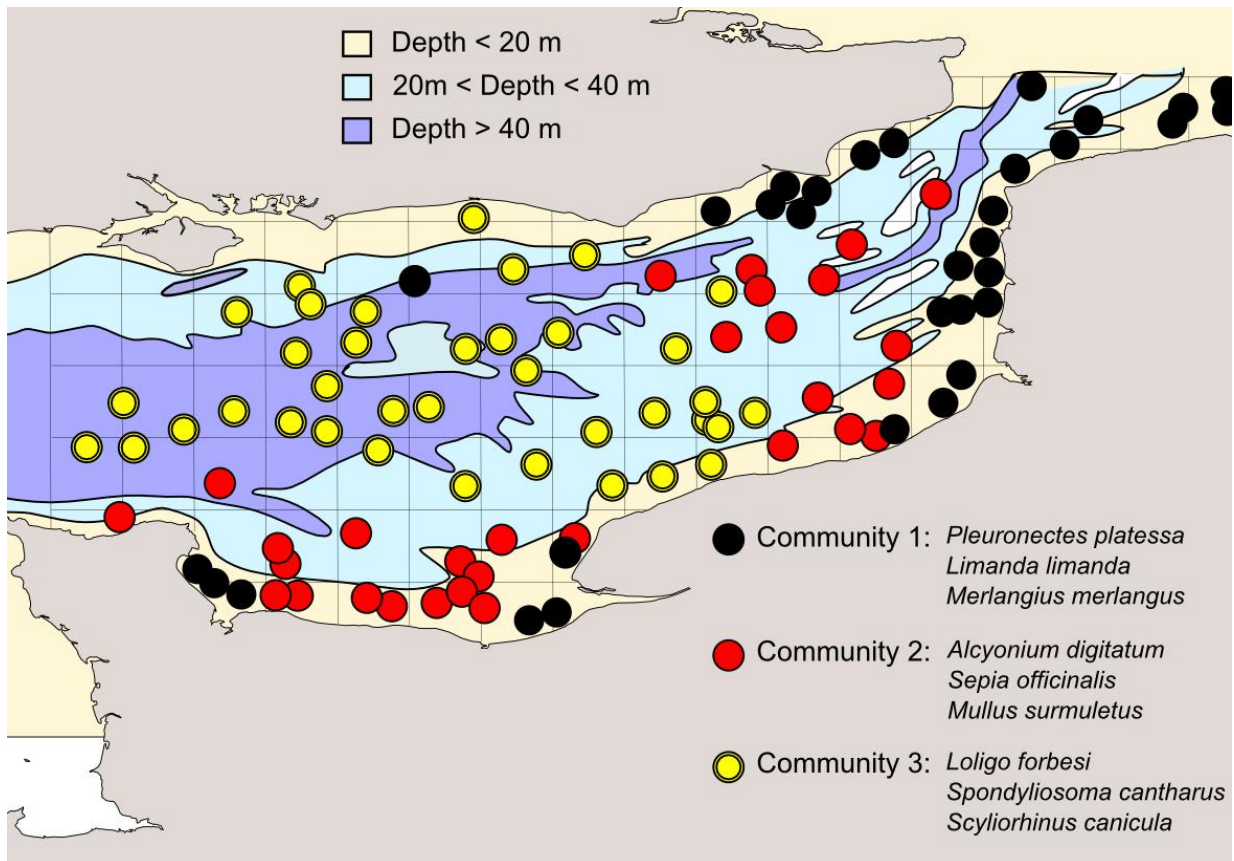 Depth < 20 m
20m < Depth < 40 m
Depth > 40 m
Community 1: Pleuronectes platessa
Limanda limanda
Merlangius merlangus
Community 2: Alcyonium digitatum
Sepia officinalis
Mullus surmuletus
Community 3: Loligo forbesi
Spondyliosoma cantharus
Scyliorhinus canicula